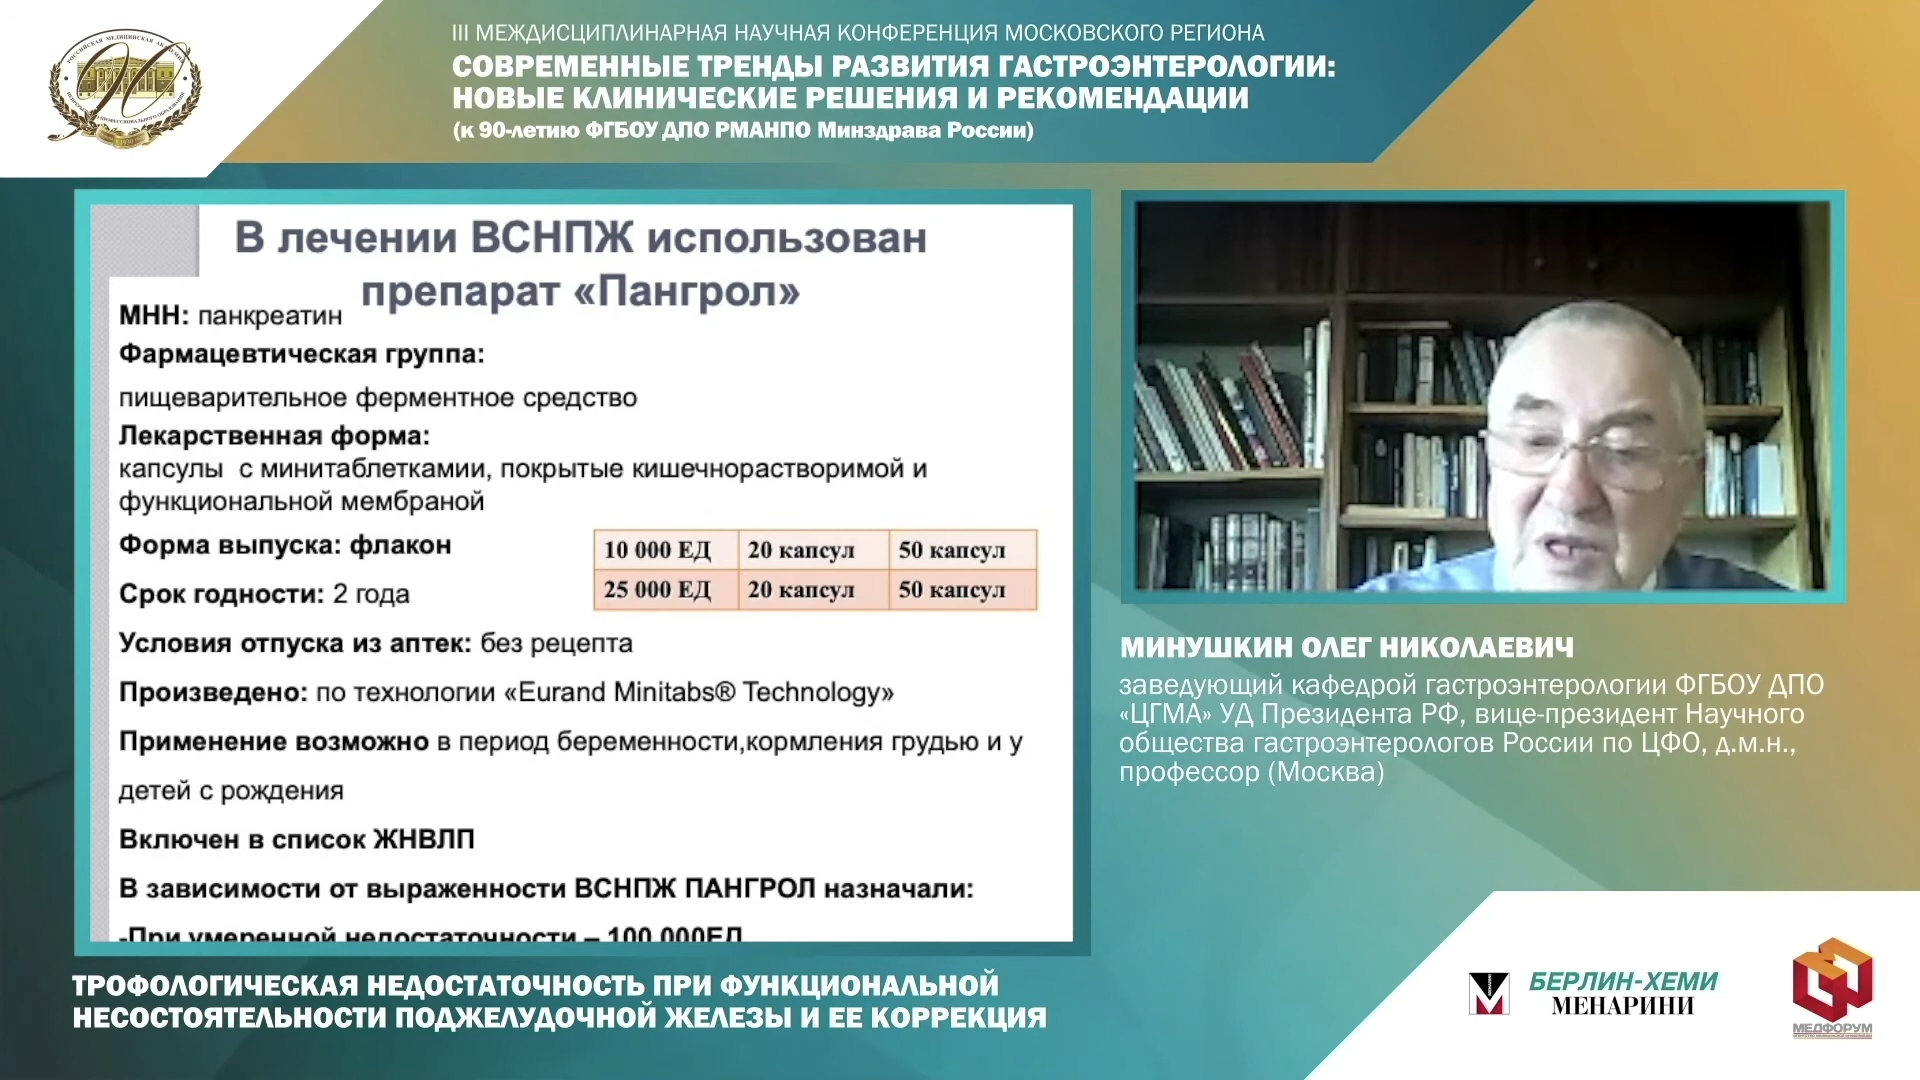 III МЕЖДИСЦИПЛИНАРНАЯ НАУЧНАЯ КОНФЕРЕНЦИЯ МОСКОВСКОГО РЕГИОНА
СОВРЕМЕННЫЕ ТРЕНДЫ РАЗВИТИЯ ГАСТРОЭНТЕРОЛОГИИ:
НОВЫЕ КЛИНИЧЕСКИЕ РЕШЕНИЯ И РЕКОМЕНДАЦИИ
(к 90-летию ФГБОУ ДПО РМАНПО Минздрава России)
В лечении ВСНПЖ использован
препарат «Пангрол»
МНН: панкреатин
Фармацевтическая группа:
пищеварительное ферментное средство
Лекарственная форма:
капсулы с минитаблеткамии, покрытые кишечнорастворимой и
функциональной мембраной
Форма выпуска: флакон
10 000 ЕД 20 капсул 50 капсул
25 000 ЕД 20 капсул 50 капсул
Срок годности: 2 года
Условия отпуска из аптек: без рецепта
Произведено: по технологии «Eurand Minitabs® Technology»
Применение возможно в период беременности,кормления грудью и у
детей с рождения
Включен в список ЖНВЛП
В зависимости от выраженности ВСНПЖ ПАНГРОЛ назначали:
-При умеренной недостаточности – 100 000ЕД
МИНУШКИН ОЛЕГ НИКОЛАЕВИЧ
заведующий кафедрой гастроэнтерологии ФГБОУ ДПО
«ЦГМА» УД Президента РФ, вице-президент Научного
общества гастроэнтерологов России по ЦФО, д.м.н.,
профессор (Москва)
ТРОФОЛОГИЧЕСКАЯ НЕДОСТАТОЧНОСТЬ ПРИ ФУНКЦИОНАЛЬНОЙ
НЕСОСТОЯТЕЛЬНОСТИ ПОДЖЕЛУДОЧНОЙ ЖЕЛЕЗЫ И ЕЕ КОРРЕКЦИЯ
БЕРЛИН-ХЕМИ
МЕНАРИНИ
МЕДФОРУМ